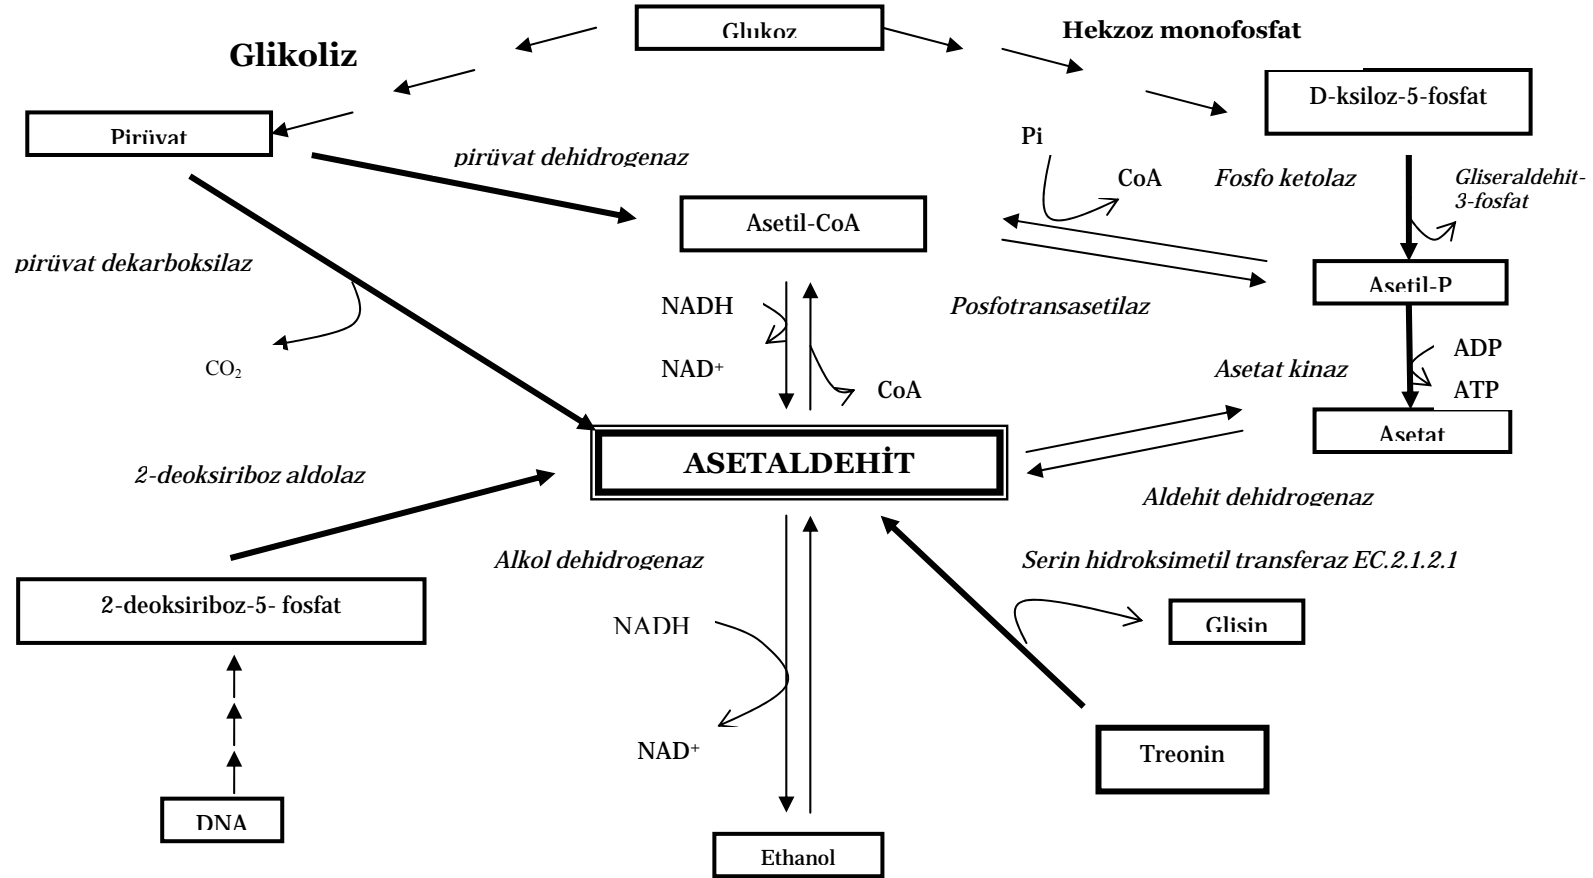 Glukoz
Hekzoz monofosfat
Glikoliz
D-ksiloz-5-fosfat
Pirüvat
Pi
pirüvat dehidrogenaz
CoA
Fosfo ketolaz
Gliseraldehit-
3-fosfat
Asetil-CoA
pirüvat dekarboksilaz
Asetil-P
NADH
Posfotransasetilaz
CO₂
NAD⁺
ADP
Asetat kinaz
CoA
ATP
Asetat
ASETALDEHİT
2-deoksiriboz aldolaz
Aldehit dehidrogenaz
Alkol dehidrogenaz
Serin hidroksimetil transferaz EC.2.1.2.1
2-deoksiriboz-5- fosfat
NADH
Glisin
NAD⁺
Treonin
DNA
Ethanol